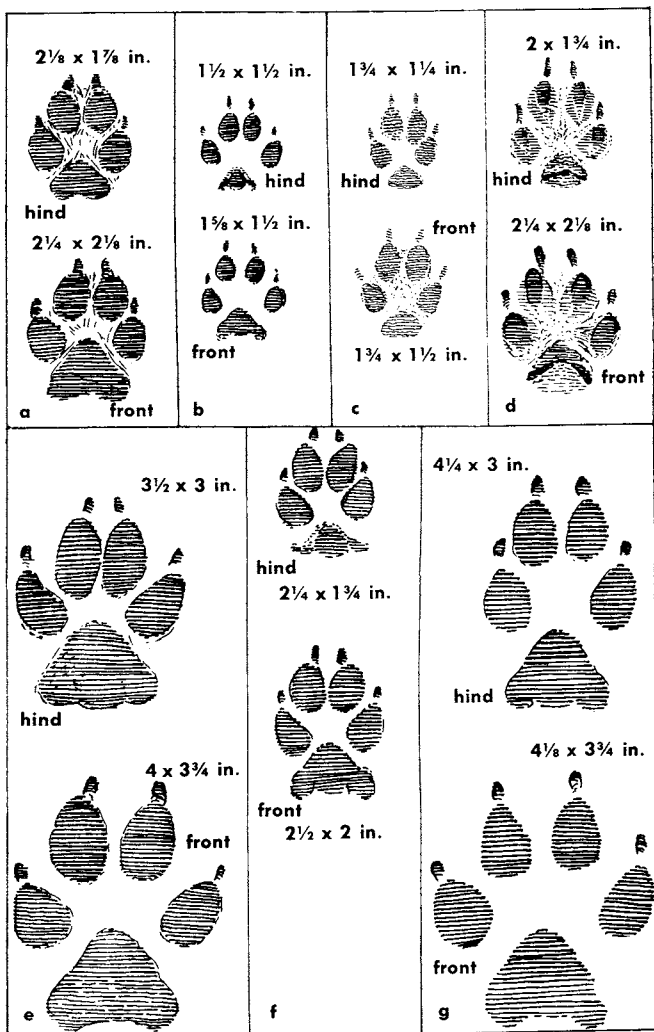 2⅛ x 1⅞ in.
hind
2¼ x 2⅛ in.
a
front
1½ x 1½ in.
hind
1⅝ x 1½ in.
front
b
1¾ x 1¼ in.
hind
front
1¾ x 1½ in.
c
2 x 1¾ in.
hind
2¼ x 2⅛ in.
front
d
3½ x 3 in.
hind
4 x 3¾ in.
front
e
hind
2¼ x 1¾ in.
front
2½ x 2 in.
f
4¼ x 3 in.
hind
4⅛ x 3¾ in.
front
g